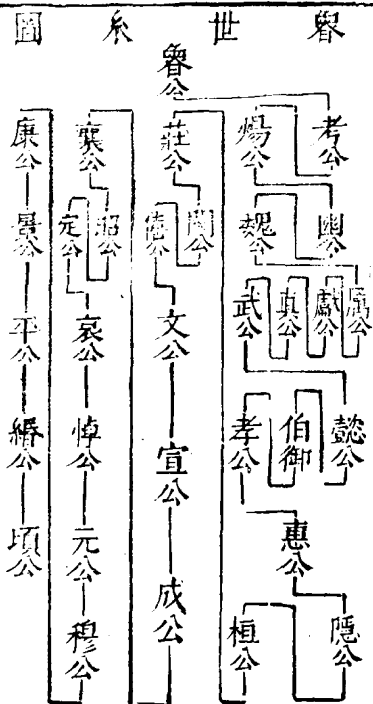 魯世系圖
魯公
考公
煬公
幽公
魏公
厲公
獻公
真公
武公
懿公
伯御
孝公
惠公
隱公
桓公
莊公
閔公
僖公
文公
宣公
成公
襄公
昭公
定公
哀公
悼公
元公
穆公
康公
景公
平公
緡公
頃公